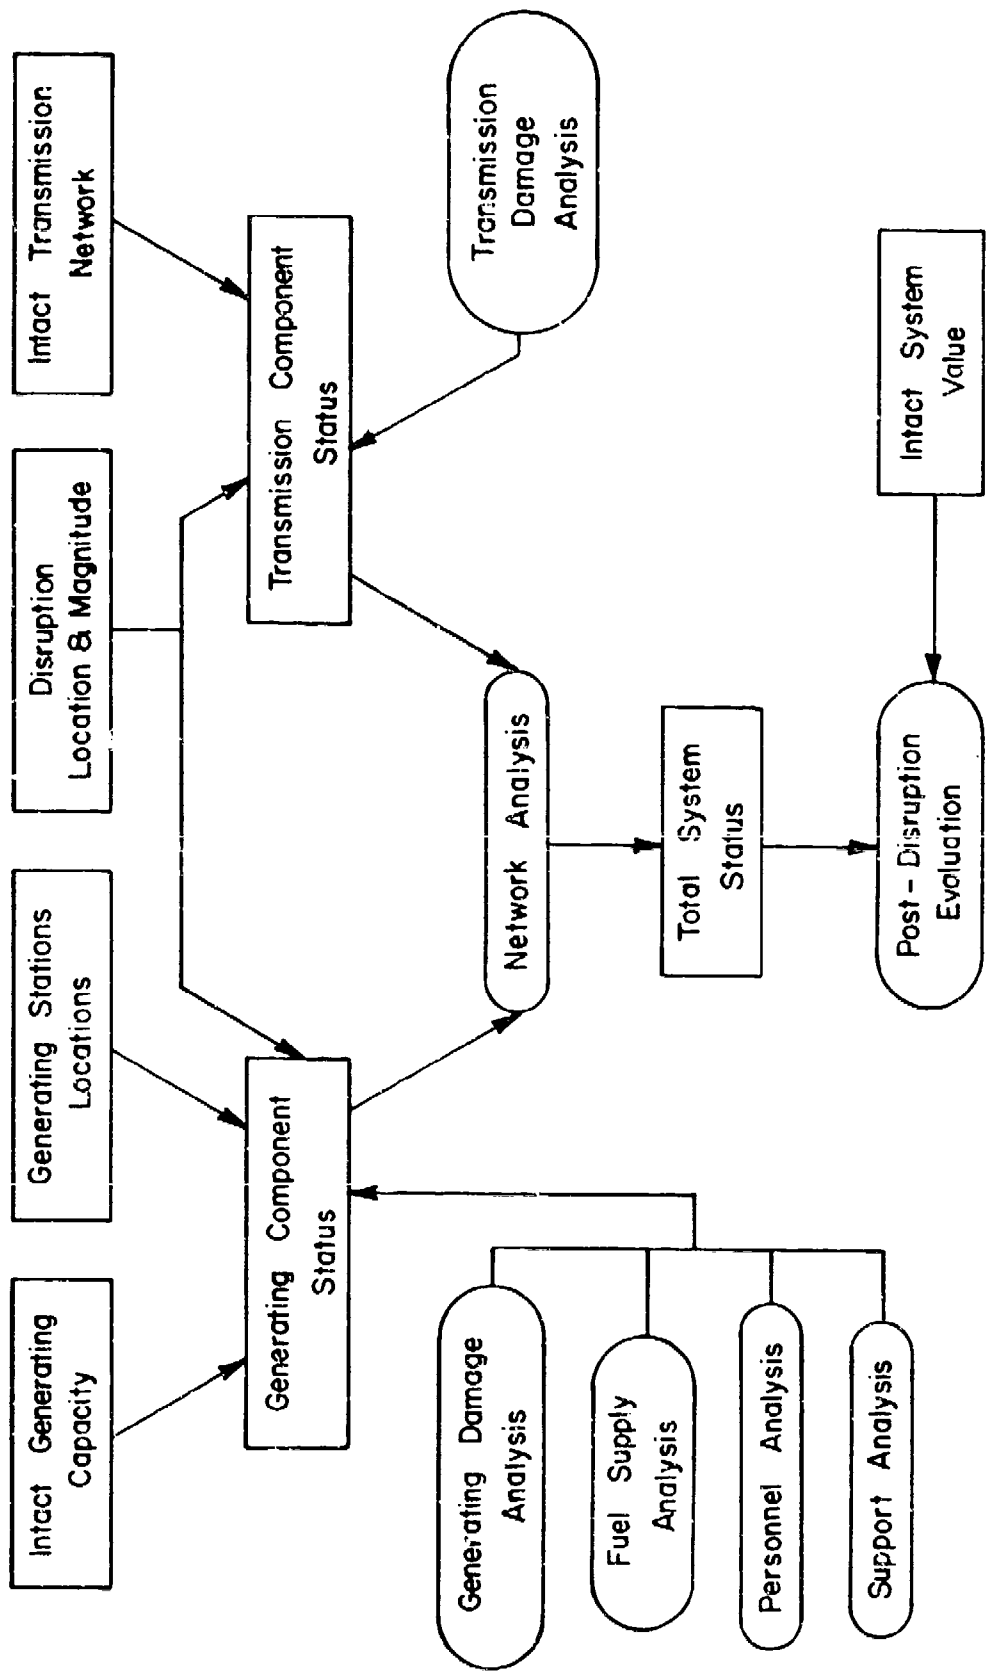 Intact Generating
Capacity
Generating Stations
Locations
Disruption
Location & Magnitude
Intact Transmission
Network
Generating Component
Status
Transmission Component
Status
Generating Damage
Analysis
Fuel Supply
Analysis
Personnel Analysis
Support Analysis
Network Analysis
Transmission
Damage
Analysis
Total System
Status
Post-Disruption
Evaluation
Intact System
Value